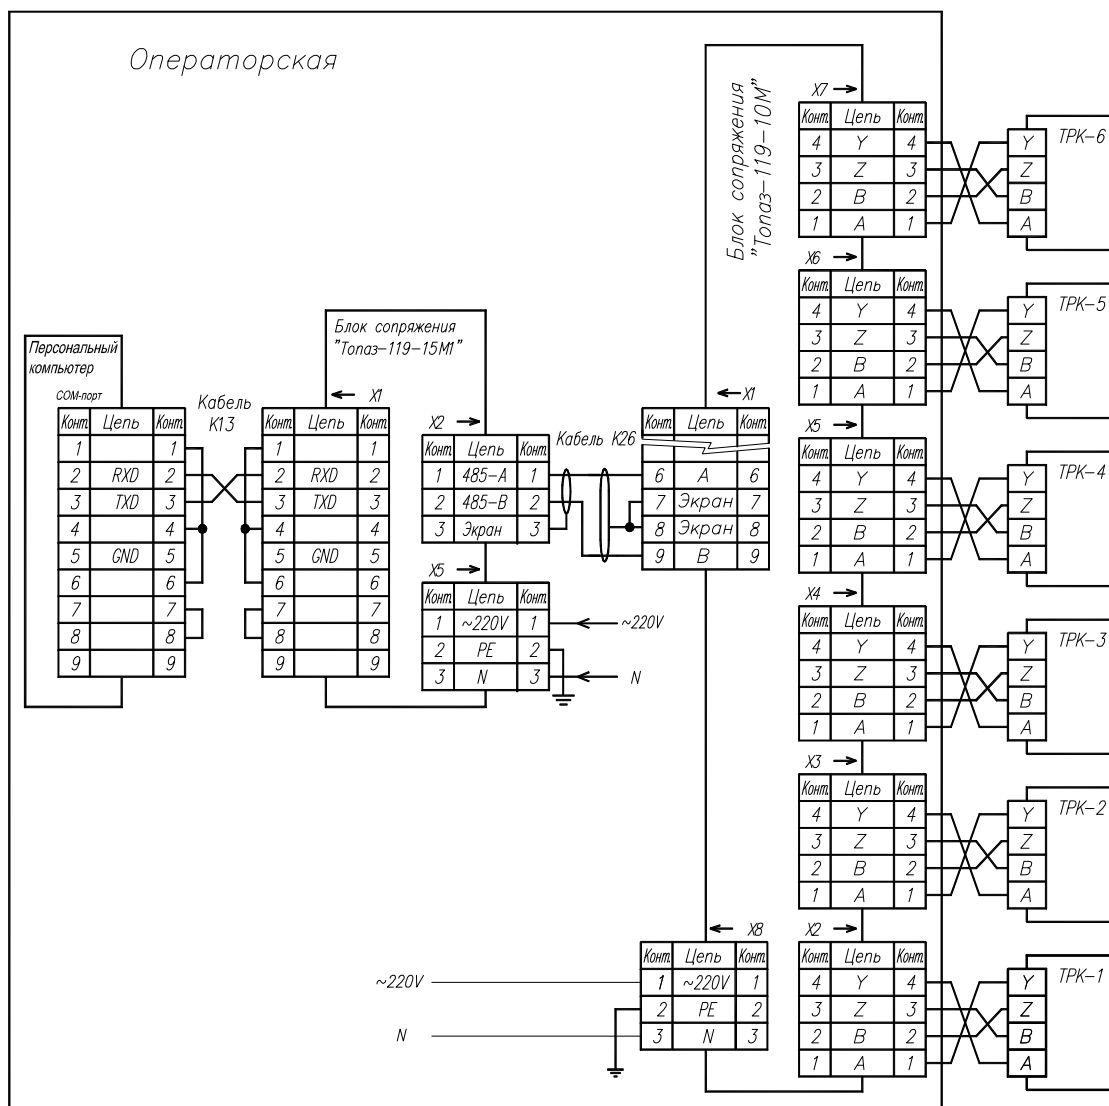 Операторская
Персональный
компьютер
COM-порт
Конт. Цепь Конт.
1 1
2 RXD 2
3 TXD 3
4 4
5 GND 5
6 6
7 7
8 8
9 9
Кабель
К13
Блок сопряжения
"Топаз-119-15М1"
X1
Конт. Цепь Конт.
1 1
2 RXD 2
3 TXD 3
4 4
5 GND 5
6 6
7 7
8 8
9 9
X2
Конт. Цепь Конт.
1 485-A 1
2 485-B 2
3 Экран 3
X5
Конт. Цепь Конт.
1 ~220V 1
2 PE 2
3 N 3
~220V
N
Кабель К26
Блок сопряжения
"Топаз-119-10М"
X1
Конт. Цепь Конт.
6 A 6
7 Экран 7
8 Экран 8
9 B 9
X8
Конт. Цепь Конт.
1 ~220V 1
2 PE 2
3 N 3
~220V
N
X7
Конт. Цепь Конт.
4 Y 4
3 Z 3
2 B 2
1 A 1
Y
Z
B
A
ТРК-6
X6
Конт. Цепь Конт.
4 Y 4
3 Z 3
2 B 2
1 A 1
Y
Z
B
A
ТРК-5
X5
Конт. Цепь Конт.
4 Y 4
3 Z 3
2 B 2
1 A 1
Y
Z
B
A
ТРК-4
X4
Конт. Цепь Конт.
4 Y 4
3 Z 3
2 B 2
1 A 1
Y
Z
B
A
ТРК-3
X3
Конт. Цепь Конт.
4 Y 4
3 Z 3
2 B 2
1 A 1
Y
Z
B
A
ТРК-2
X2
Конт. Цепь Конт.
4 Y 4
3 Z 3
2 B 2
1 A 1
Y
Z
B
A
ТРК-1